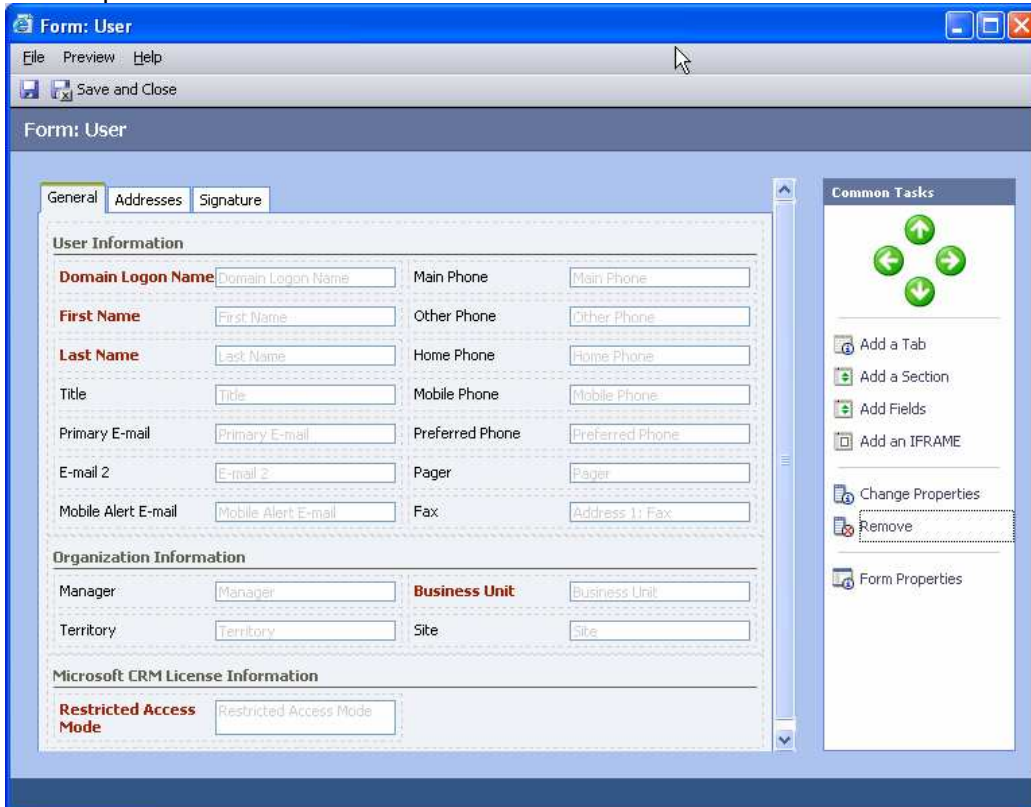 Form: User
File Preview Help
Save and Close
Form: User
General Addresses Signature
Common Tasks
User Information
Domain Logon Name Domain Logon Name Main Phone Main Phone
First Name First Name Other Phone Other Phone
Last Name Last Name Home Phone Home Phone
Title Title Mobile Phone Mobile Phone
Primary E-mail Primary E-mail Preferred Phone Preferred Phone
E-mail 2 E-mail 2 Pager Pager
Mobile Alert E-mail Mobile Alert E-mail Fax Address 1: Fax
Organization Information
Manager Manager Business Unit Business Unit
Territory Territory Site Site
Microsoft CRM License Information
Restricted Access Mode Restricted Access Mode
Add a Tab
Add a Section
Add Fields
Add an IFRAME
Change Properties
Remove
Form Properties